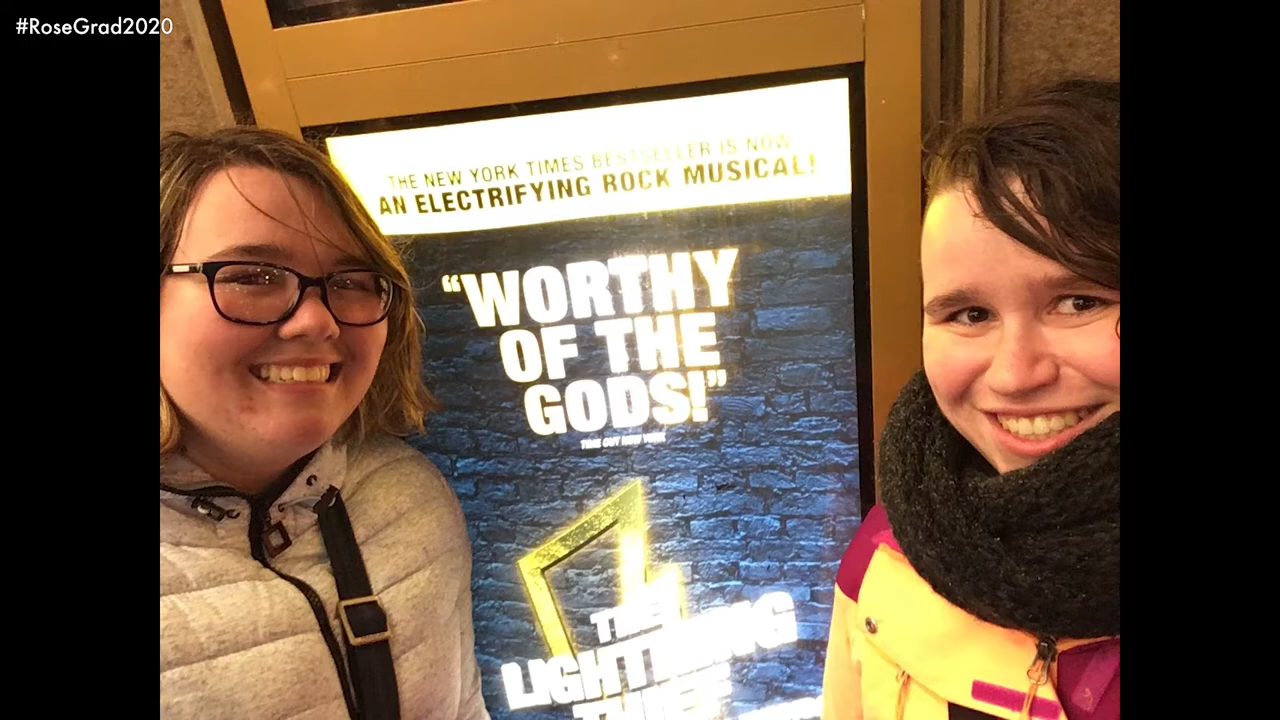 #RoseGrad2020
THE NEW YORK TIMES BESTSELLER IS NOW
AN ELECTRIFYING ROCK MUSICAL!
“WORTHY
OF THE
GODS!”
TIME OUT NEW YORK
THE
LIGHTNING
THIEF